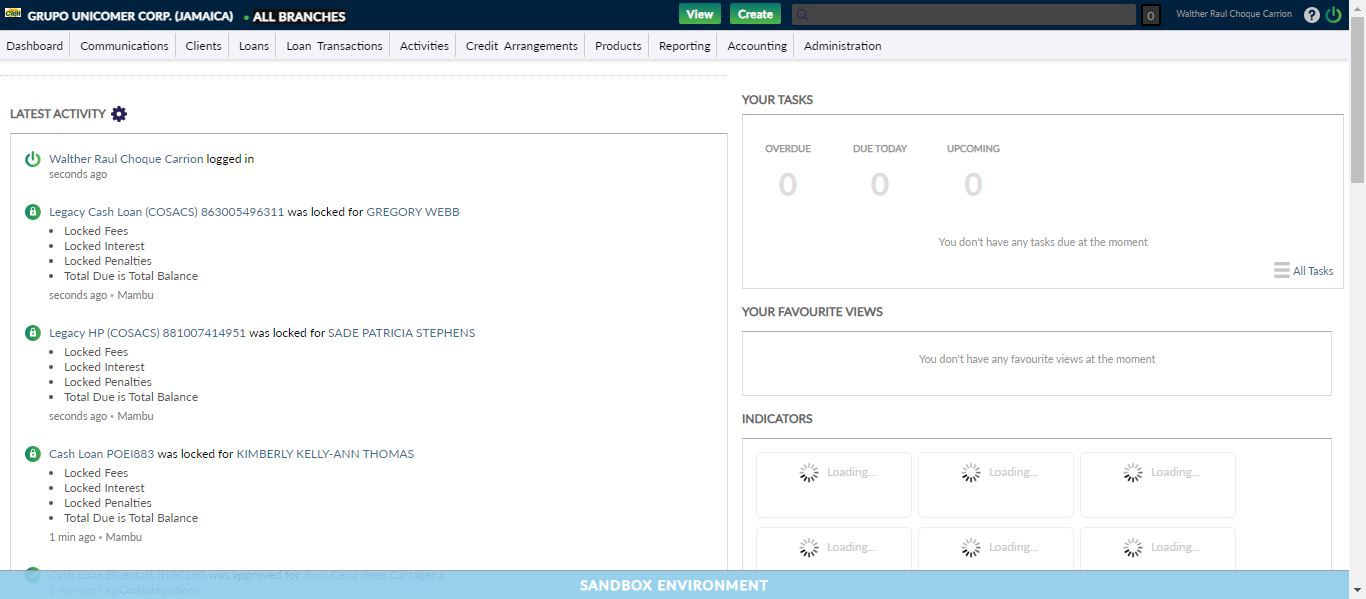 GRUPO UNICOMER CORP. (JAMAICA) • ALL BRANCHES View Create 0 Walther Raul Choque Carrion ?
Dashboard Communications Clients Loans Loan Transactions Activities Credit Arrangements Products Reporting Accounting Administration
LATEST ACTIVITY
Walther Raul Choque Carrion logged in
seconds ago
Legacy Cash Loan (COSACS) 863005496311 was locked for GREGORY WEBB
• Locked Fees
• Locked Interest
• Locked Penalties
• Total Due is Total Balance
seconds ago • Mambu
Legacy HP (COSACS) 881007414951 was locked for SADE PATRICIA STEPHENS
• Locked Fees
• Locked Interest
• Locked Penalties
• Total Due is Total Balance
seconds ago • Mambu
Cash Loan POEI883 was locked for KIMBERLY KELLY-ANN THOMAS
• Locked Fees
• Locked Interest
• Locked Penalties
• Total Due is Total Balance
1 min ago • Mambu
Cash Loan Bluestart JHPC260 was approved for Jhon Cena deep Cartagena
1 min ago • apiCoreIntegrations
YOUR TASKS
OVERDUE DUE TODAY UPCOMING
0 0 0
You don't have any tasks due at the moment
All Tasks
YOUR FAVOURITE VIEWS
You don't have any favourite views at the moment
INDICATORS
Loading... Loading... Loading...
Loading... Loading... Loading...
SANDBOX ENVIRONMENT